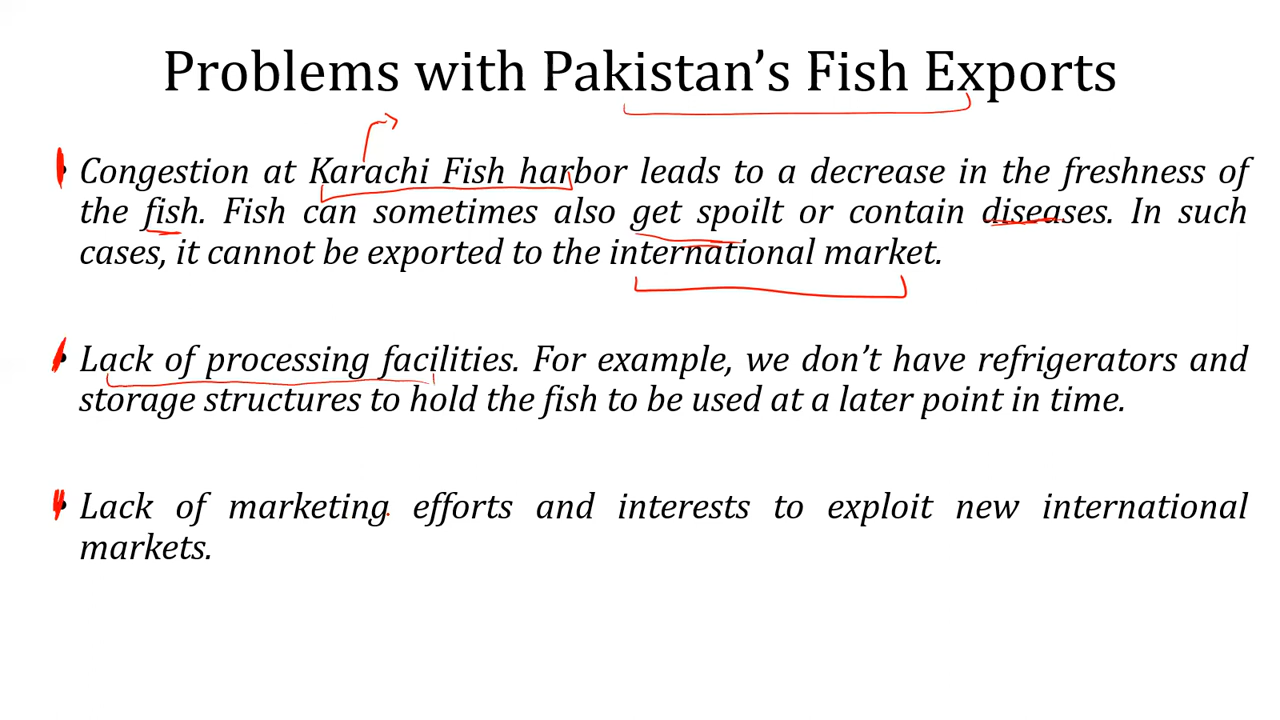 Problems with Pakistan’s Fish Exports
• Congestion at Karachi Fish harbor leads to a decrease in the freshness of
the fish. Fish can sometimes also get spoilt or contain diseases. In such
cases, it cannot be exported to the international market.
• Lack of processing facilities. For example, we don’t have refrigerators and
storage structures to hold the fish to be used at a later point in time.
• Lack of marketing efforts and interests to exploit new international
markets.